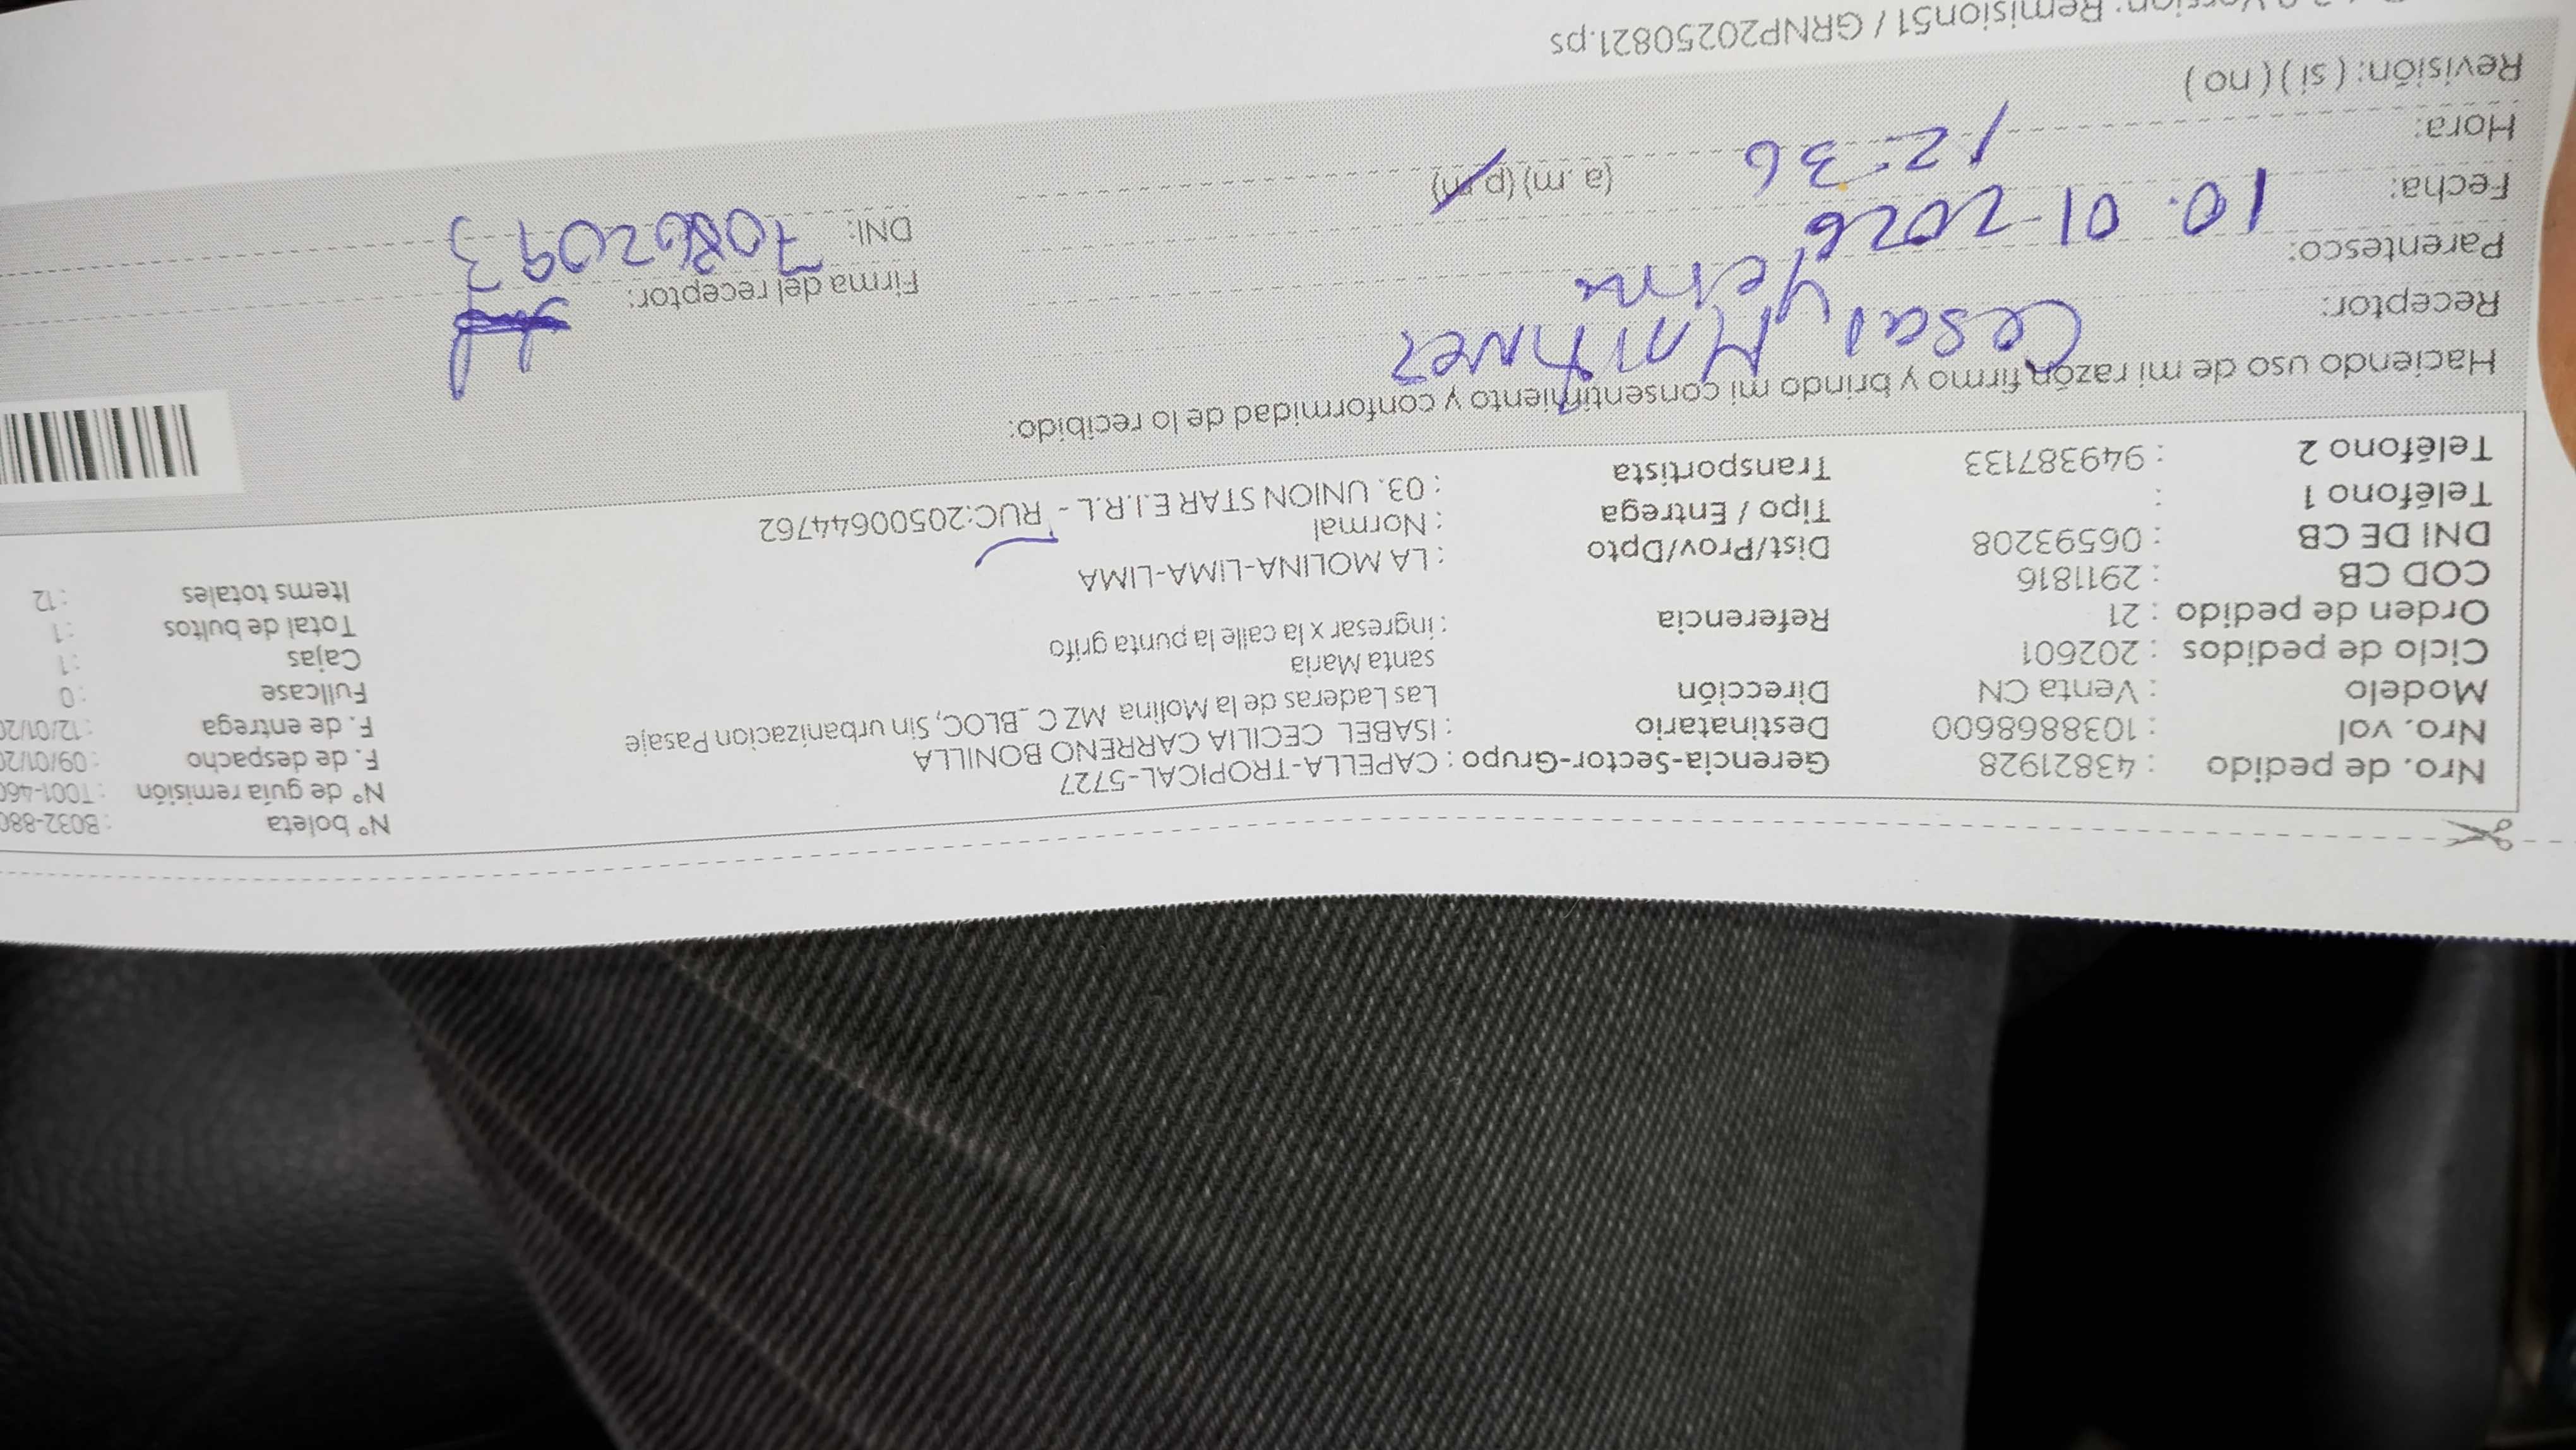 Nro. de pedido : 43821928 Gerencia-Sector-Grupo : CAPELLA-TROPICAL-5727 N° boleta : B032-880
Nro. vol : 1038868600 Destinatario : ISABEL CECILIA CARRENO BONILLA N° de guía remisión : T001-460
Modelo : Venta CN Dirección Las Laderas de la Molina MZ C_BLOC, Sin urbanizacion Pasaje F. de despacho : 09/01/20
Ciclo de pedidos : 202601 santa Maria F. de entrega : 12/01/20
Orden de pedido : 21 Referencia : ingresar x la calle la punta grifo Fullcase : 0
COD CB : 2911816 Cajas : 1
DNI DE CB : 06593208 Dist/Prov/Dpto : LA MOLINA-LIMA-LIMA Total de bultos : 1
Teléfono 1 : Tipo / Entrega : Normal Items totales : 12
Teléfono 2 : 949387133 Transportista : 03. UNION STAR E.I.R.L - RUC:20500644762
Haciendo uso de mi razón firmo y brindo mi consentimiento y conformidad de lo recibido:
Receptor: Cesar Martinez Firma del receptor:
Parentesco: DNI: 70862093
Fecha: 10.01-2026
Hora: 12:36 (a.m) (p.m)
Revisión: (si) (no)
Version: Remision51 / GRNP20250821.ps